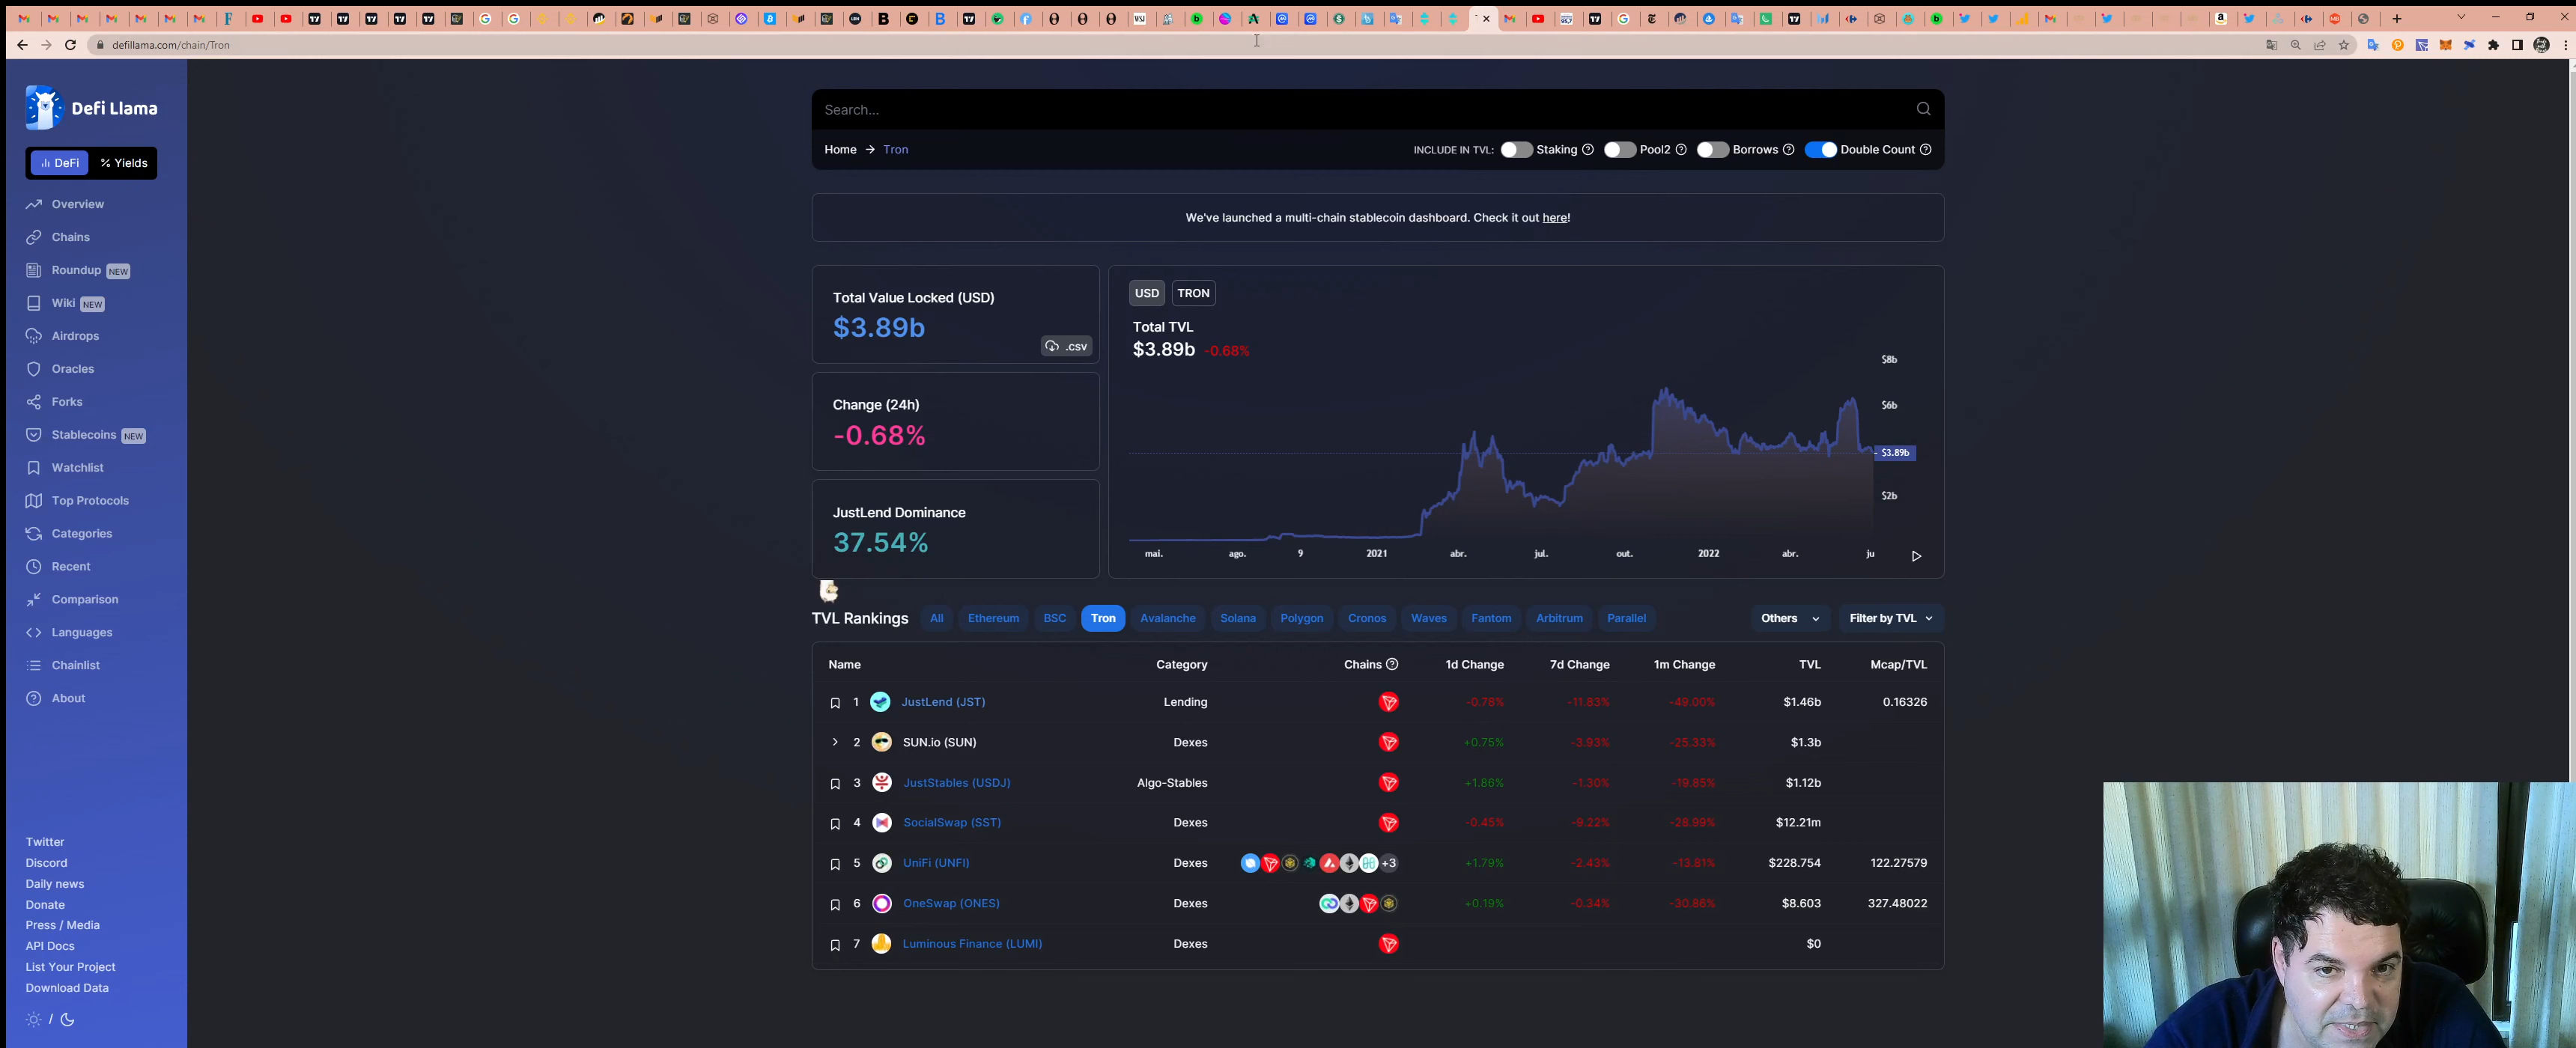 defillama.com/chain/Tron
Defi Llama
DeFi
% Yields
Overview
Chains
Roundup NEW
Wiki NEW
Airdrops
Oracles
Forks
Stablecoins NEW
Watchlist
Top Protocols
Categories
Recent
Comparison
Languages
Chainlist
About
Twitter
Discord
Daily news
Donate
Press / Media
API Docs
List Your Project
Download Data
/
Search...
Home → Tron
INCLUDE IN TVL: Staking Pool2 Borrows Double Count
We've launched a multi-chain stablecoin dashboard. Check it out here!
Total Value Locked (USD)
$3.89b
.csv
Change (24h)
-0.68%
JustLend Dominance
37.54%
USD TRON
Total TVL
$3.89b -0.68%
$8b
$6b
$3.89b
$2b
mai. ago. 9 2021 abr. jul. out. 2022 abr. ju
TVL Rankings All Ethereum BSC Tron Avalanche Solana Polygon Cronos Waves Fantom Arbitrum Parallel Others Filter by TVL
Name Category Chains 1d Change 7d Change 1m Change TVL Mcap/TVL
1 JustLend (JST) Lending -0.78% -11.83% -49.00% $1.46b 0.16326
2 SUN.io (SUN) Dexes +0.75% -3.93% -25.33% $1.3b
3 JustStables (USDJ) Algo-Stables +1.86% -1.30% -19.85% $1.12b
4 SocialSwap (SST) Dexes -0.45% -9.22% -28.99% $12.21m
5 UniFi (UNFI) Dexes +3 +1.79% -2.43% -13.81% $228.754 122.27579
6 OneSwap (ONES) Dexes +0.19% -0.34% -30.86% $8.603 327.48022
7 Luminous Finance (LUMI) Dexes $0